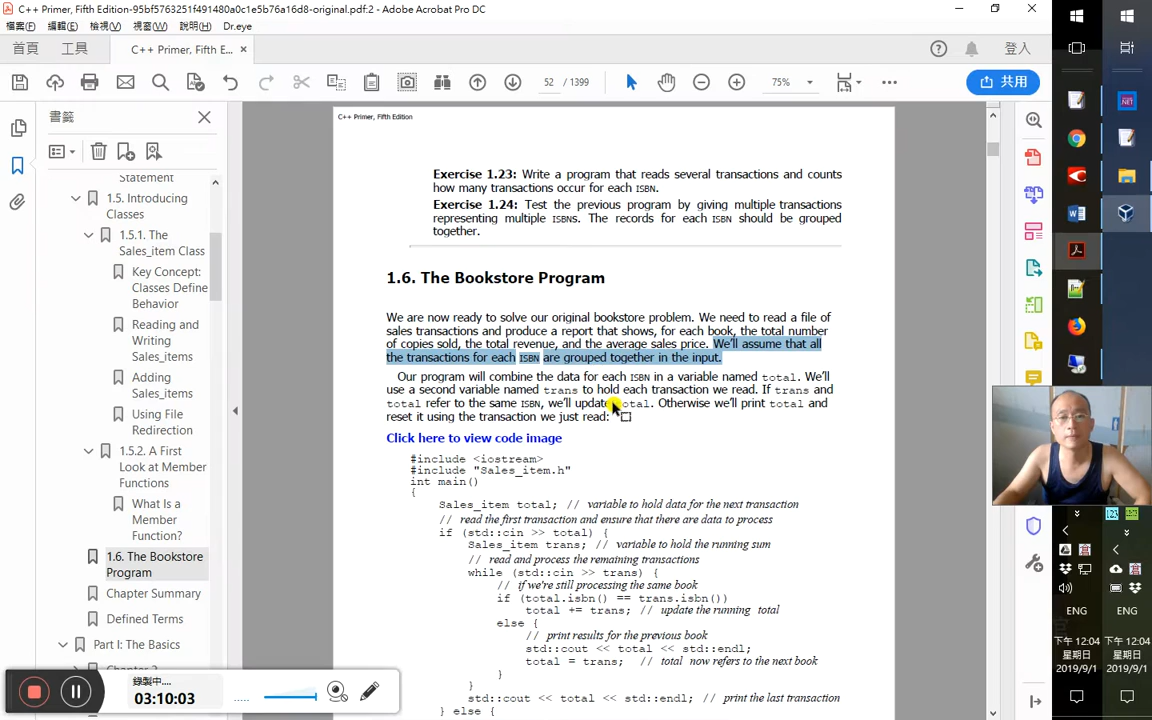 C++ Primer, Fifth Edition-95bf5763251f491480a0c1e5b76a16d8-original.pdf.2 - Adobe Acrobat Pro DC
檔案(F) 編輯(E) 檢視(V) 視窗(W) 說明(H) Dr.eye
首頁 工具 C++ Primer, Fifth E... × 登入
52 / 1399 75% 共用
書籤
Statement
1.5. Introducing
Classes
1.5.1. The
Sales_item Class
Key Concept:
Classes Define
Behavior
Reading and
Writing
Sales_items
Adding
Sales_items
Using File
Redirection
1.5.2. A First
Look at Member
Functions
What Is a
Member
Function?
1.6. The Bookstore
Program
Chapter Summary
Defined Terms
Part I: The Basics
C++ Primer, Fifth Edition
Exercise 1.23: Write a program that reads several transactions and counts
how many transactions occur for each ISBN.
Exercise 1.24: Test the previous program by giving multiple transactions
representing multiple ISBNs. The records for each ISBN should be grouped
together.
1.6. The Bookstore Program
We are now ready to solve our original bookstore problem. We need to read a file of
sales transactions and produce a report that shows, for each book, the total number
of copies sold, the total revenue, and the average sales price. We'll assume that all
the transactions for each ISBN are grouped together in the input.
Our program will combine the data for each ISBN in a variable named total. We'll
use a second variable named trans to hold each transaction we read. If trans and
total refer to the same ISBN, we'll update total. Otherwise we'll print total and
reset it using the transaction we just read:
Click here to view code image
#include <iostream>
#include "Sales_item.h"
int main()
{
Sales_item total; // variable to hold data for the next transaction
// read the first transaction and ensure that there are data to process
if (std::cin >> total) {
Sales_item trans; // variable to hold the running sum
// read and process the remaining transactions
while (std::cin >> trans) {
// if we're still processing the same book
if (total.isbn() == trans.isbn())
total += trans; // update the running total
else {
// print results for the previous book
std::cout << total << std::endl;
total = trans; // total now refers to the next book
}
}
std::cout << total << std::endl; // print the last transaction
} else {
錄製中...
03:10:03
ENG ENG
下午 12:04 下午 12:04
星期日 星期日
2019/9/1 2019/9/1